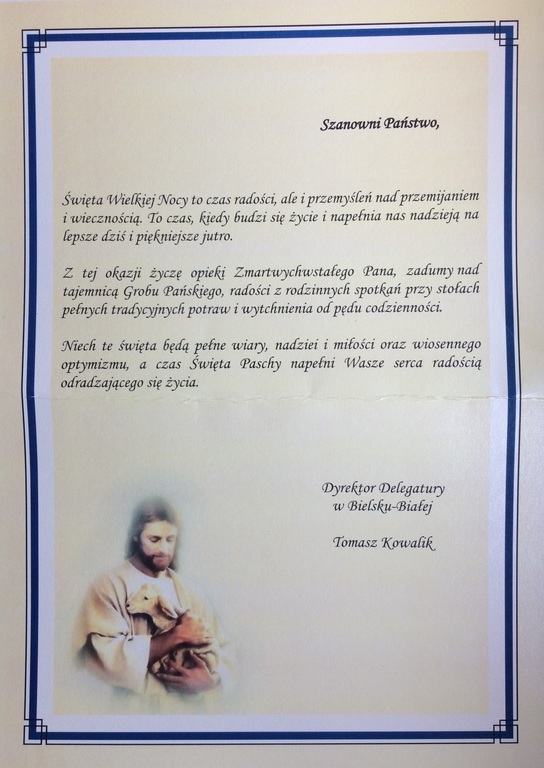 Szanowni Państwo,
Święta Wielkiej Nocy to czas radości, ale i przemyśleń nad przemijaniem
i wiecznością. To czas, kiedy budzi się życie i napełnia nas nadzieją na
lepsze dziś i piękniejsze jutro.
Z tej okazji życzę opieki Zmartwychwstałego Pana, zadumy nad
tajemnicą Grobu Pańskiego, radości z rodzinnych spotkań przy stołach
pełnych tradycyjnych potraw i wytchnienia od pędu codzienności.
Niech te święta będą pełne wiary, nadziei i miłości oraz wiosennego
optymizmu, a czas Święta Paschy napełni Wasze serca radością
odradzającego się życia.
Dyrektor Delegatury
w Bielsku-Białej
Tomasz Kowalik